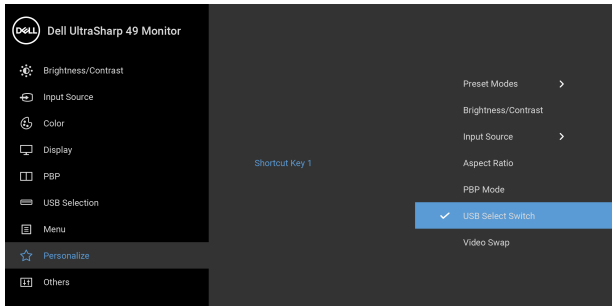 DELL Dell UltraSharp 49 Monitor
Brightness/Contrast
Input Source
Color
Display
PBP
USB Selection
Menu
Personalize
Others
Shortcut Key 1
Preset Modes
Brightness/Contrast
Input Source
Aspect Ratio
PBP Mode
USB Select Switch
Video Swap